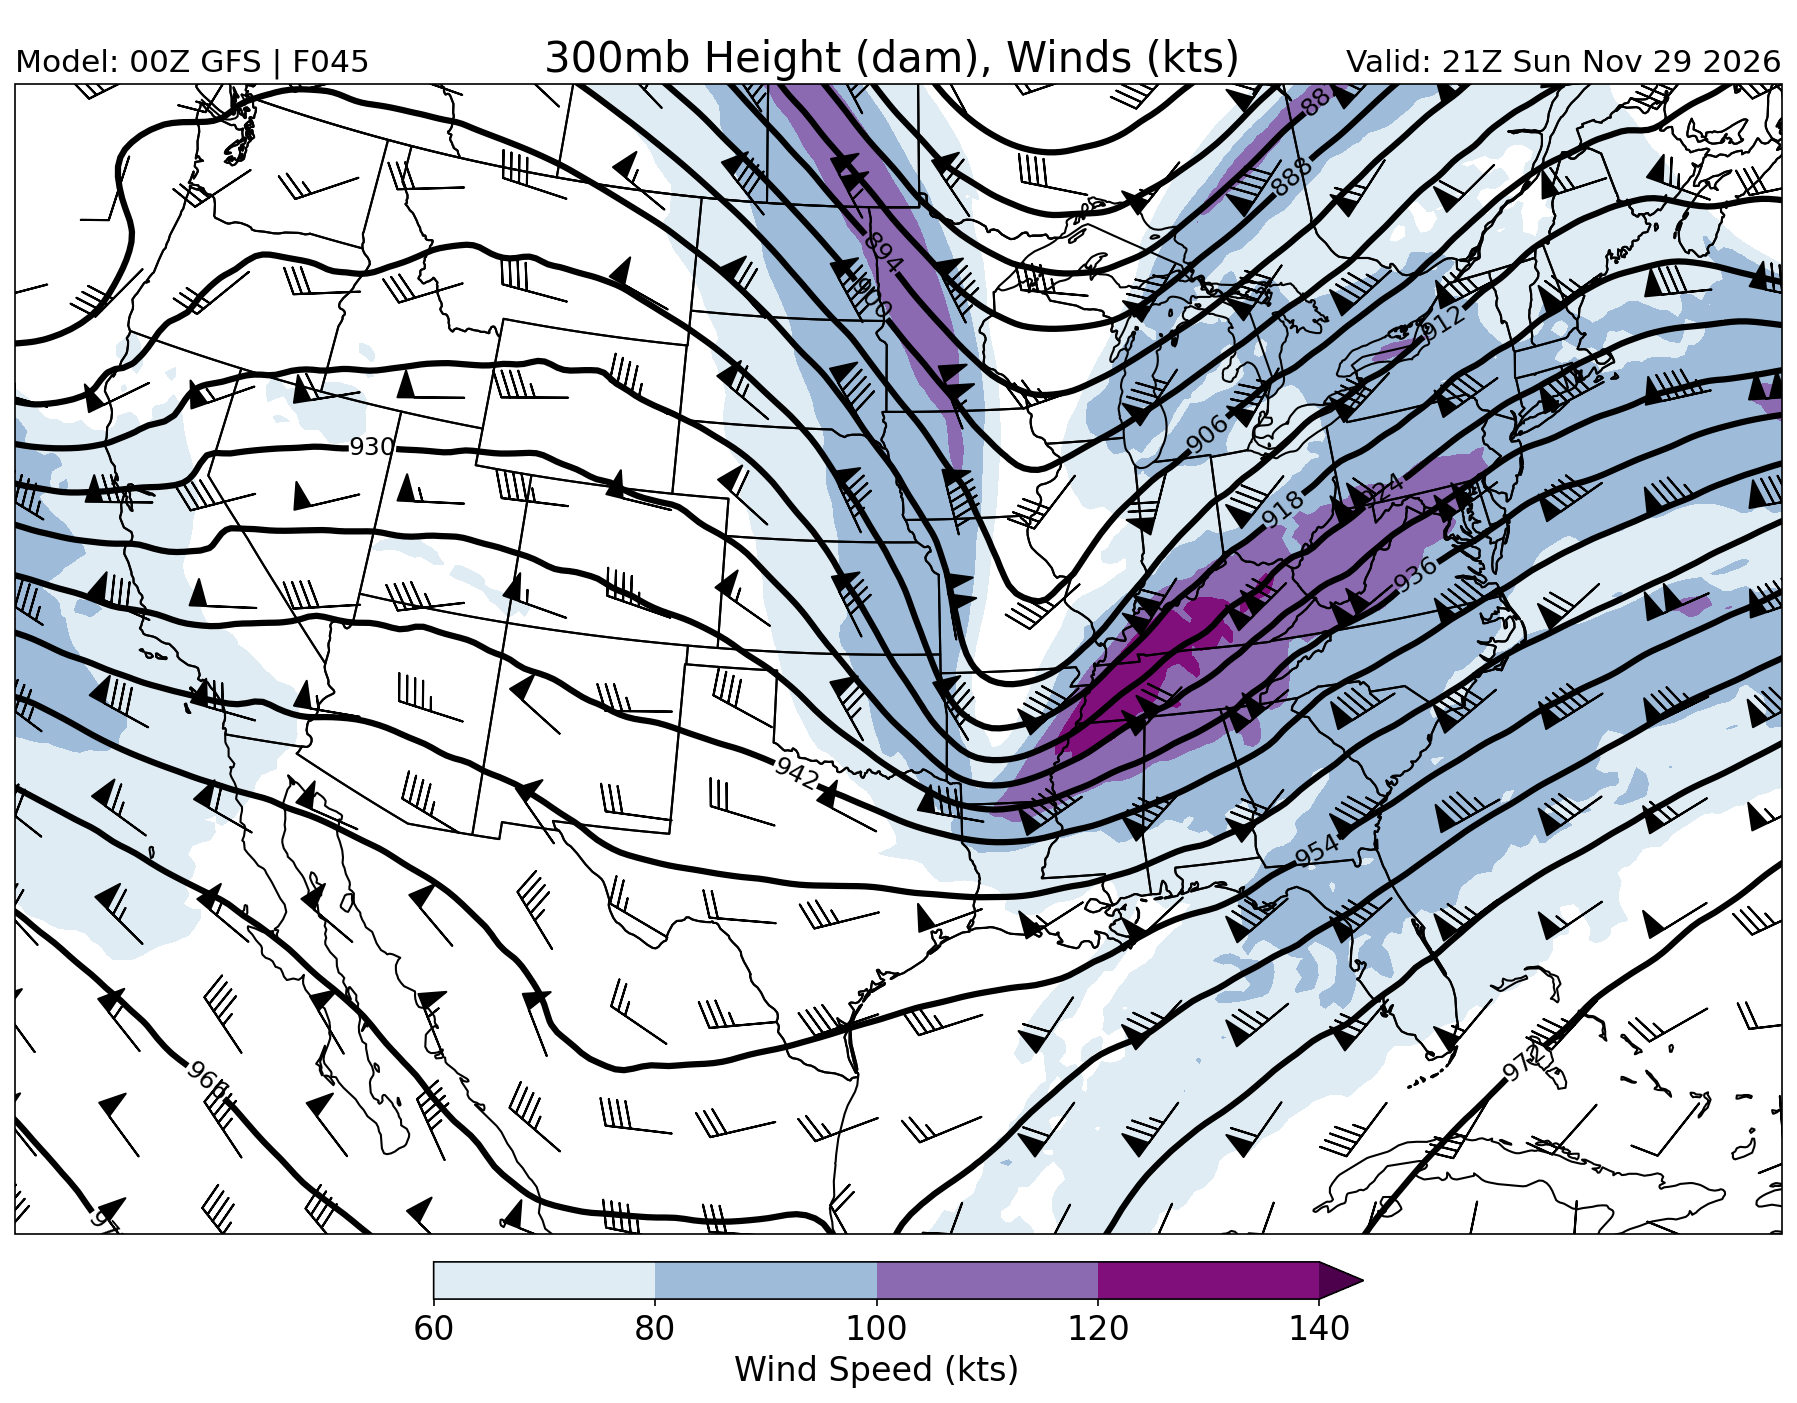 Model: 00Z GFS | F045
300mb Height (dam), Winds (kts)
Valid: 21Z Sun Nov 29 2026
888
894
900
912
906
930
924
918
936
942
954
966
972
60 80 100 120 140
Wind Speed (kts)